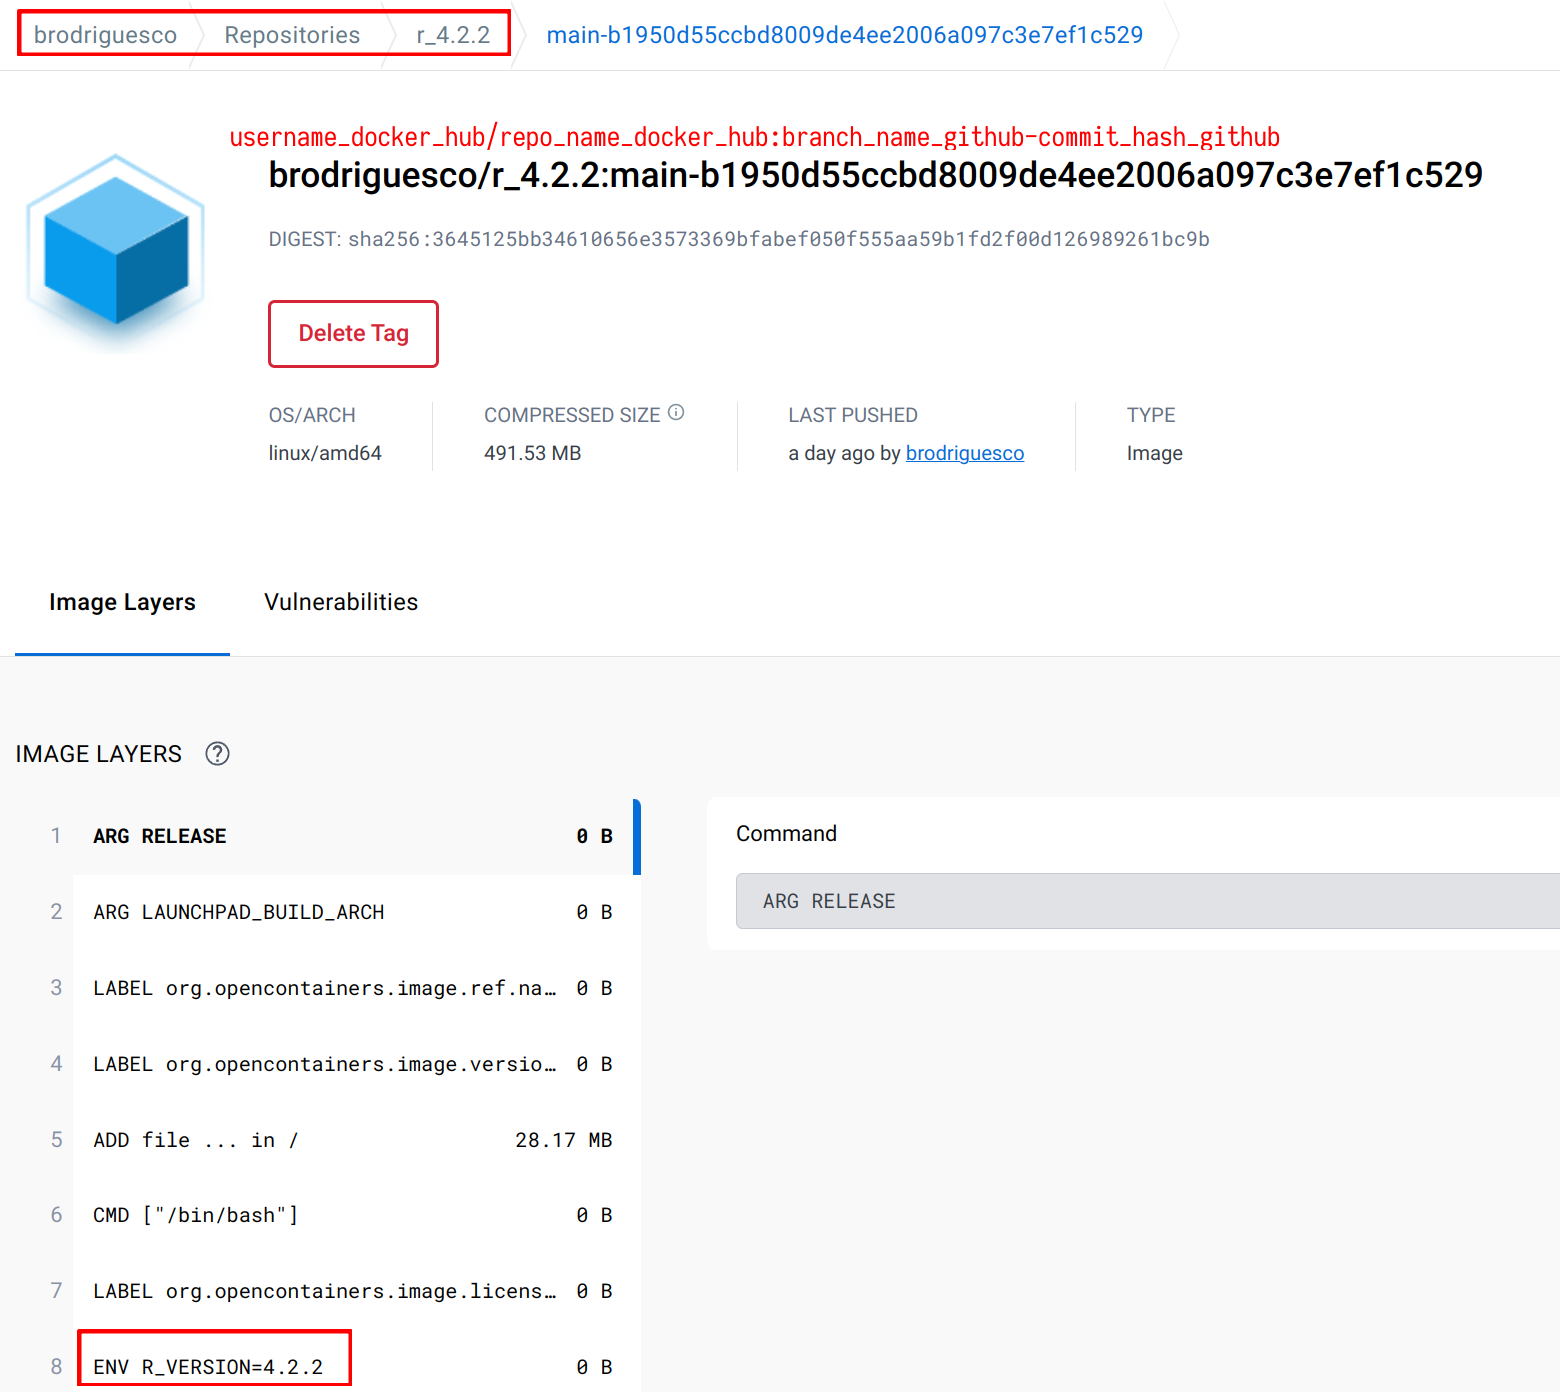 brodriguesco Repositories r_4.2.2 main-b1950d55ccbd8009de4ee2006a097c3e7ef1c529
username_docker_hub/repo_name_docker_hub:branch_name_github-commit_hash_github
brodriguesco/r_4.2.2:main-b1950d55ccbd8009de4ee2006a097c3e7ef1c529
DIGEST: sha256:3645125bb34610656e3573369bfabef050f555aa59b1fd2f00d126989261bc9b
Delete Tag
OS/ARCH COMPRESSED SIZE LAST PUSHED TYPE
linux/amd64 491.53 MB a day ago by brodriguesco Image
Image Layers Vulnerabilities
IMAGE LAYERS ?
1 ARG RELEASE 0 B
Command
ARG RELEASE
2 ARG LAUNCHPAD_BUILD_ARCH 0 B
3 LABEL org.opencontainers.image.ref.na… 0 B
4 LABEL org.opencontainers.image.versio… 0 B
5 ADD file ... in / 28.17 MB
6 CMD ["/bin/bash"] 0 B
7 LABEL org.opencontainers.image.licens… 0 B
8 ENV R_VERSION=4.2.2 0 B